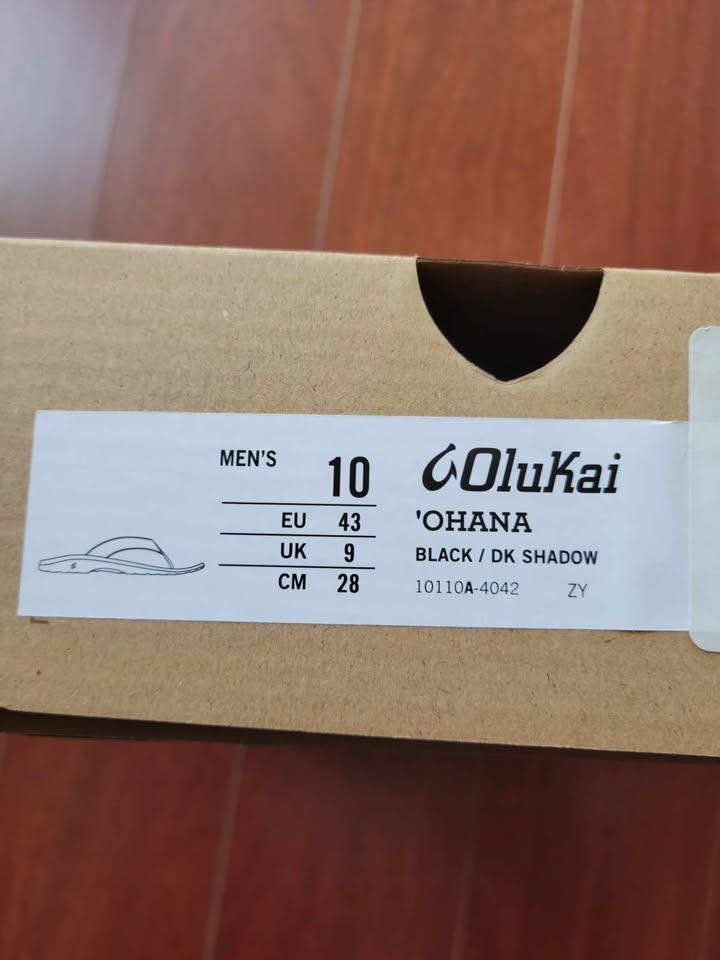 MEN'S 10
EU 43
UK 9
CM 28
OluKai
'OHANA
BLACK / DK SHADOW
10110A-4042 ZY